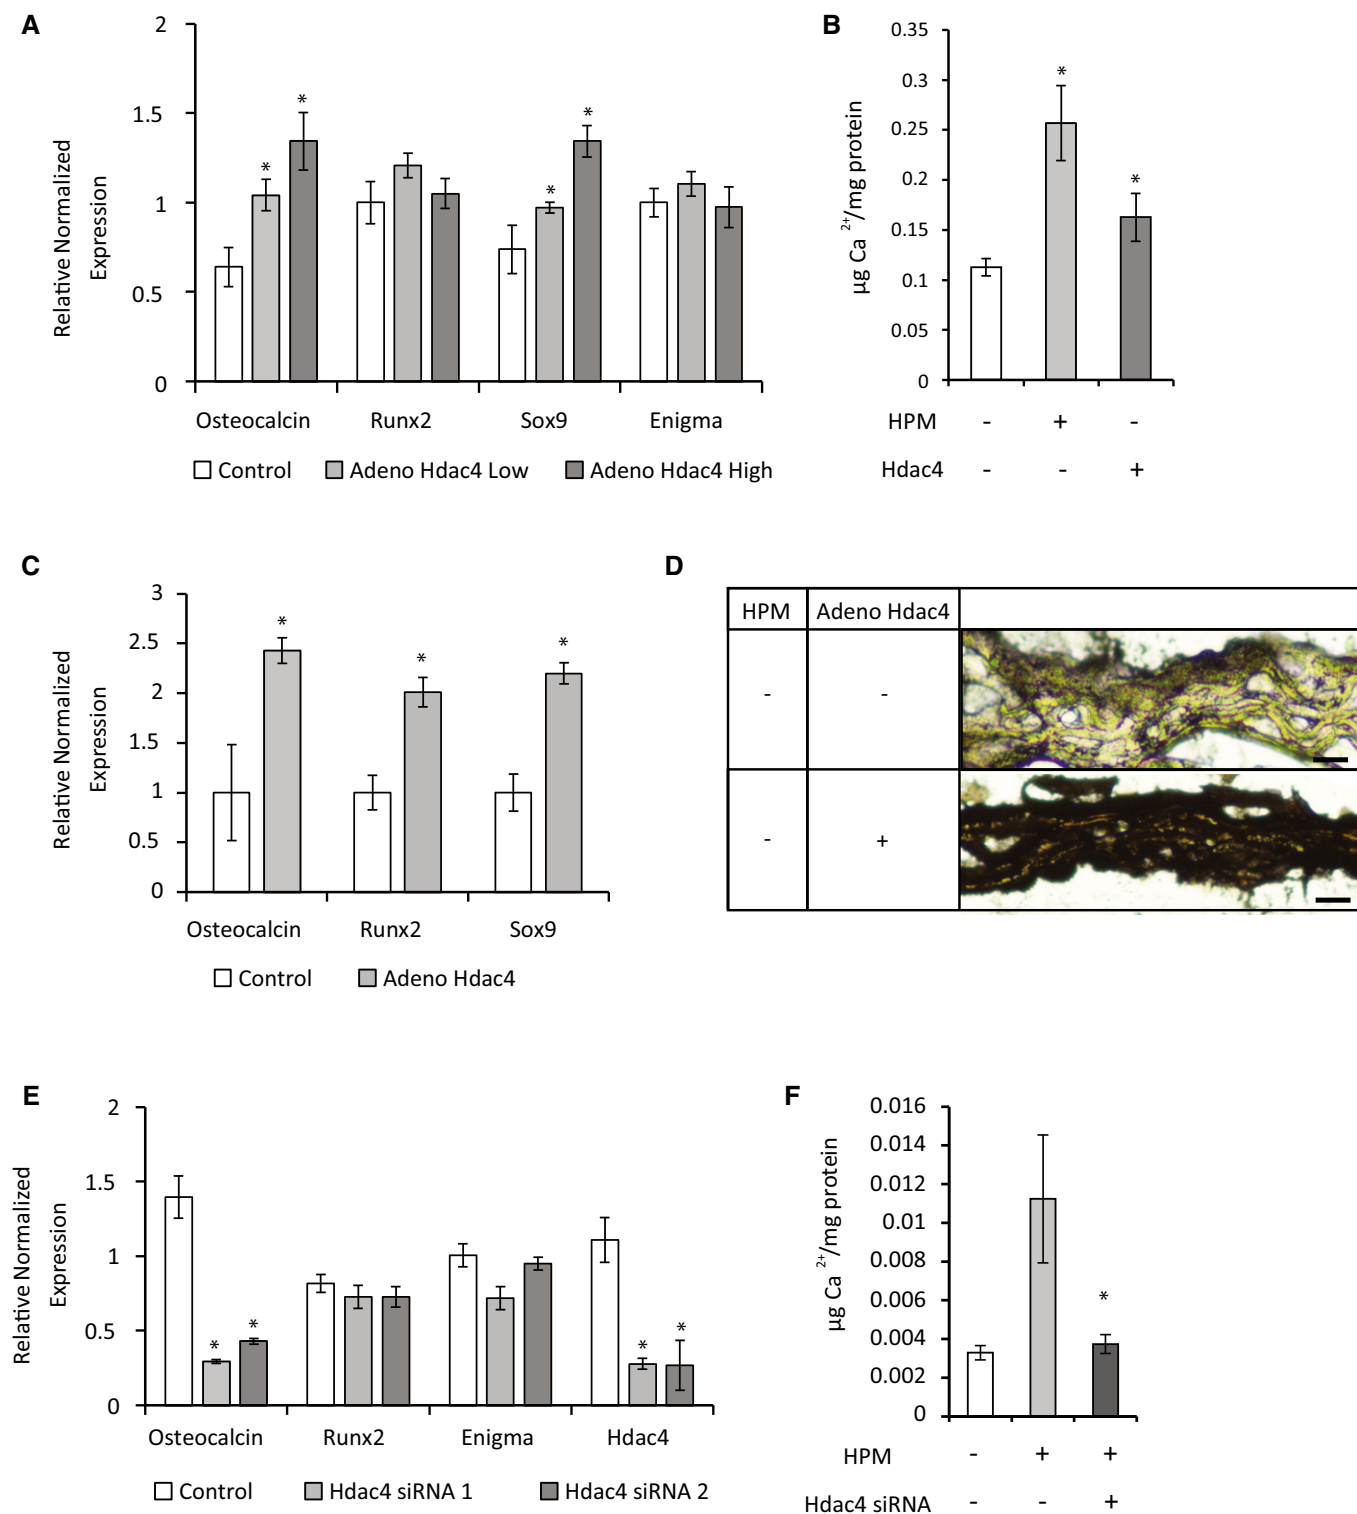 A
2
1.5
1
0.5
0
Relative Normalized
Expression
* * * *
Osteocalcin Runx2 Sox9 Enigma
Control Adeno Hdac4 Low Adeno Hdac4 High
B
0.35
0.3
0.25
0.2
0.15
0.1
0.05
0
µg Ca 2+/mg protein
* *
HPM - + -
Hdac4 - - +
C
3
2.5
2
1.5
1
0.5
0
Relative Normalized
Expression
* * *
Osteocalcin Runx2 Sox9
Control Adeno Hdac4
D
HPM Adeno Hdac4
- -
- +
E
2
1.5
1
0.5
0
Relative Normalized
Expression
* * * *
Osteocalcin Runx2 Enigma Hdac4
Control Hdac4 siRNA 1 Hdac4 siRNA 2
F
0.016
0.014
0.012
0.01
0.008
0.006
0.004
0.002
0
µg Ca 2+/mg protein
*
HPM - + +
Hdac4 siRNA - - +